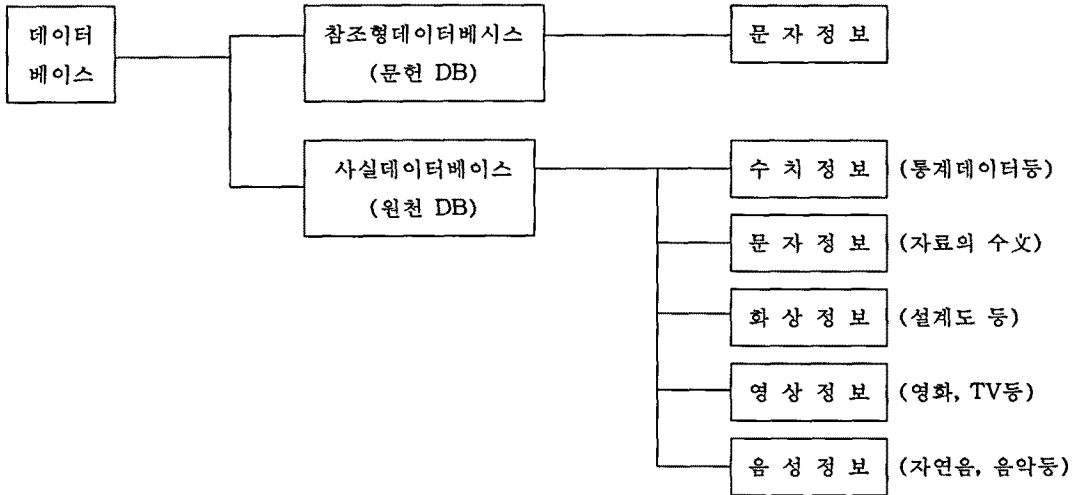 데이터
베이스
참조형데이터베시스
(문헌 DB)
문 자 정 보
사실데이터베이스
(원천 DB)
수 치 정 보 (통계데이터등)
문 자 정 보 (자료의 수文)
화 상 정 보 (설계도 등)
영 상 정 보 (영화, TV등)
음 성 정 보 (자연음, 음악등)